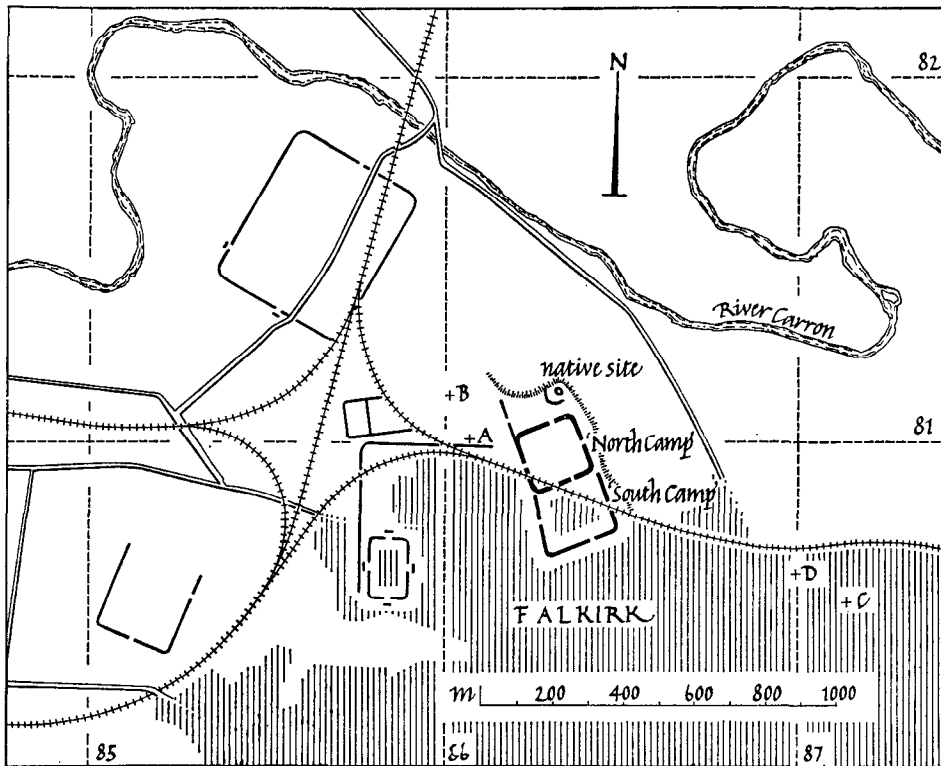 N
82
River Carron
native site
+B
+A
81
North Camp
South Camp
+D
+C
FALKIRK
m 200 400 600 800 1000
85
86
87